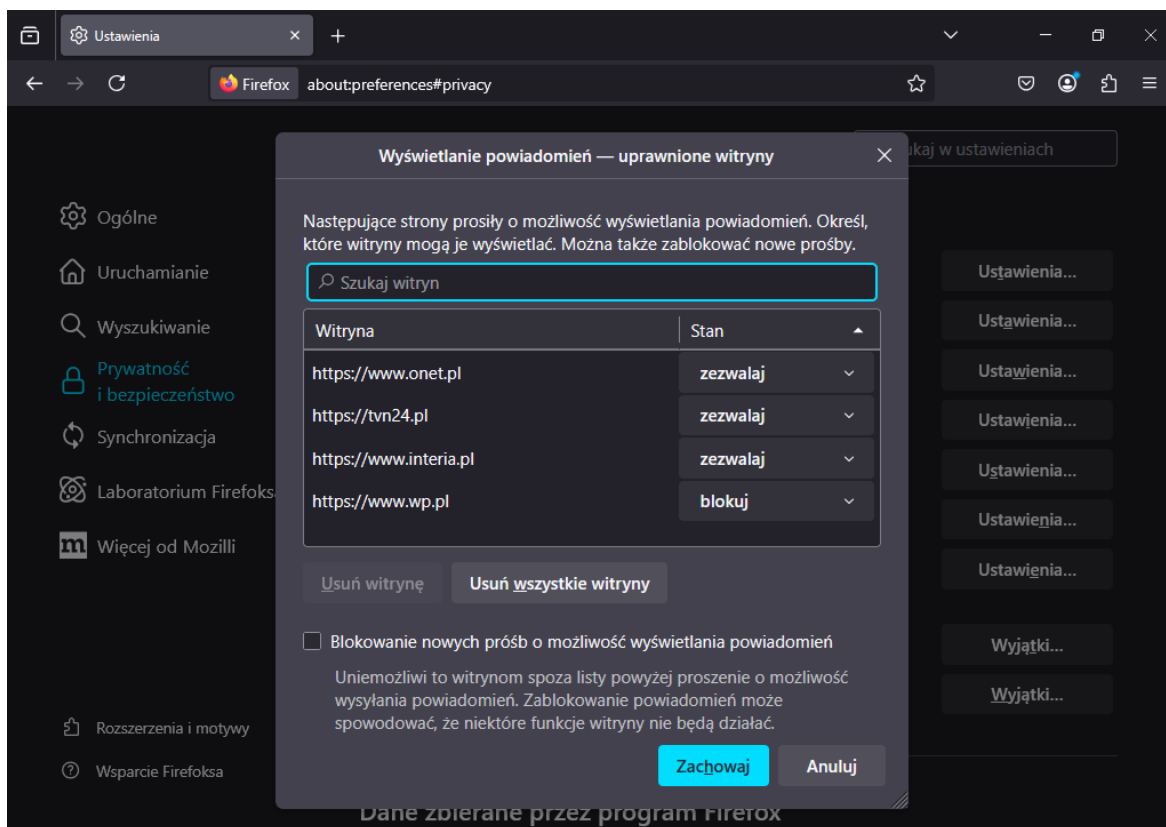 Ustawienia
Firefox about:preferences#privacy
Wyświetlanie powiadomień — uprawnione witryny
ukaj w ustawieniach
Następujące strony prosiły o możliwość wyświetlania powiadomień. Określ,
które witryny mogą je wyświetlać. Można także zablokować nowe prośby.
Szukaj witryn
Witryna Stan
https://www.onet.pl zezwalaj
https://tvn24.pl zezwalaj
https://www.interia.pl zezwalaj
https://www.wp.pl blokuj
Usuń witrynę Usuń wszystkie witryny
Blokowanie nowych próśb o możliwość wyświetlania powiadomień
Uniemożliwi to witrynom spoza listy powyżej proszenie o możliwość
wysyłania powiadomień. Zablokowanie powiadomień może
spowodować, że niektóre funkcje witryny nie będą działać.
Zachowaj Anuluj
Ogólne
Uruchamianie
Wyszukiwanie
Prywatność
i bezpieczeństwo
Synchronizacja
Laboratorium Firefoks
m Więcej od Mozilli
Rozszerzenia i motywy
Wsparcie Firefoksa
Ustawienia...
Ustawienia...
Ustawienia...
Ustawienia...
Ustawienia...
Ustawienia...
Ustawienia...
Wyjątki...
Wyjątki...
Dane zbierane przez program Firefox